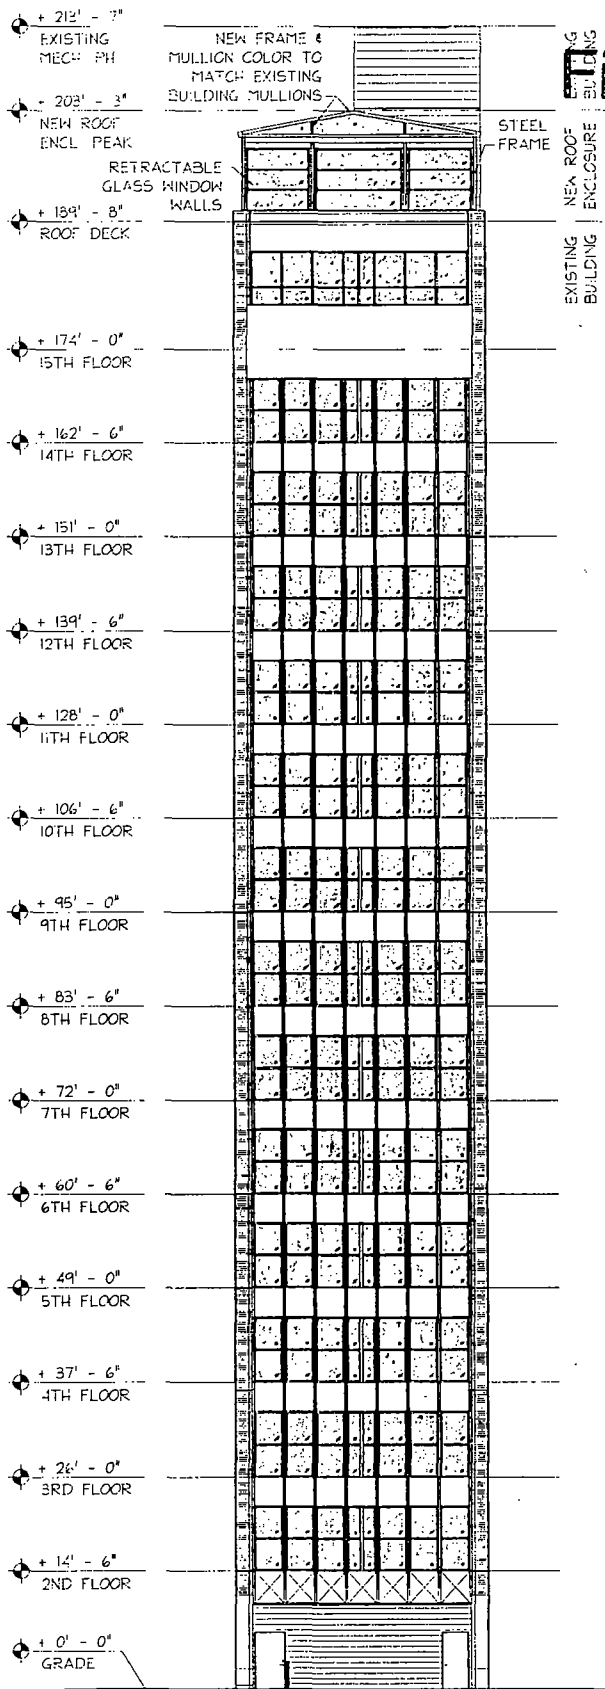 + 213' - 7"
EXISTING
MECH PH
NEW FRAME &
MULLION COLOR TO
MATCH EXISTING
BUILDING MULLIONS
+ 203' - 3"
NEW ROOF
ENCL PEAK
STEEL
FRAME
RETRACTABLE
GLASS WINDOW
WALLS
NEW ROOF
ENCLOSURE
EXISTING
BUILDING
+ 189' - 8"
ROOF DECK
+ 174' - 0"
15TH FLOOR
+ 162' - 6"
14TH FLOOR
+ 151' - 0"
13TH FLOOR
+ 139' - 6"
12TH FLOOR
+ 128' - 0"
11TH FLOOR
+ 106' - 6"
10TH FLOOR
+ 95' - 0"
9TH FLOOR
+ 83' - 6"
8TH FLOOR
+ 72' - 0"
7TH FLOOR
+ 60' - 6"
6TH FLOOR
+ 49' - 0"
5TH FLOOR
+ 37' - 6"
4TH FLOOR
+ 26' - 0"
3RD FLOOR
+ 14' - 6"
2ND FLOOR
+ 0' - 0"
GRADE